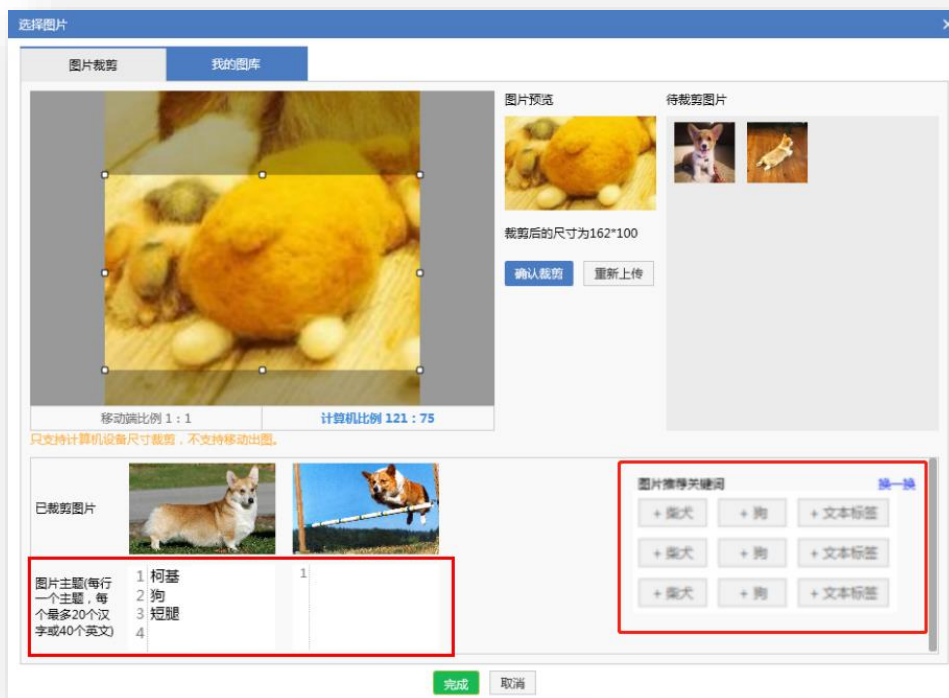 选择图片
图片裁剪 我的图库
图片预览 待裁剪图片
裁剪后的尺寸为162*100
确认裁剪 重新上传
移动端比例 1：1 计算机比例 121：75
只支持计算机设备尺寸裁剪，不支持移动出图。
已裁剪图片
图片推荐关键词 换一换
+ 柴犬 + 狗 + 文本标签
+ 柴犬 + 狗 + 文本标签
+ 柴犬 + 狗 + 文本标签
图片主题(每行
一个主题，每
个最多20个汉
字或40个英文)
1 柯基
2 狗
3 短腿
4
1
完成 取消